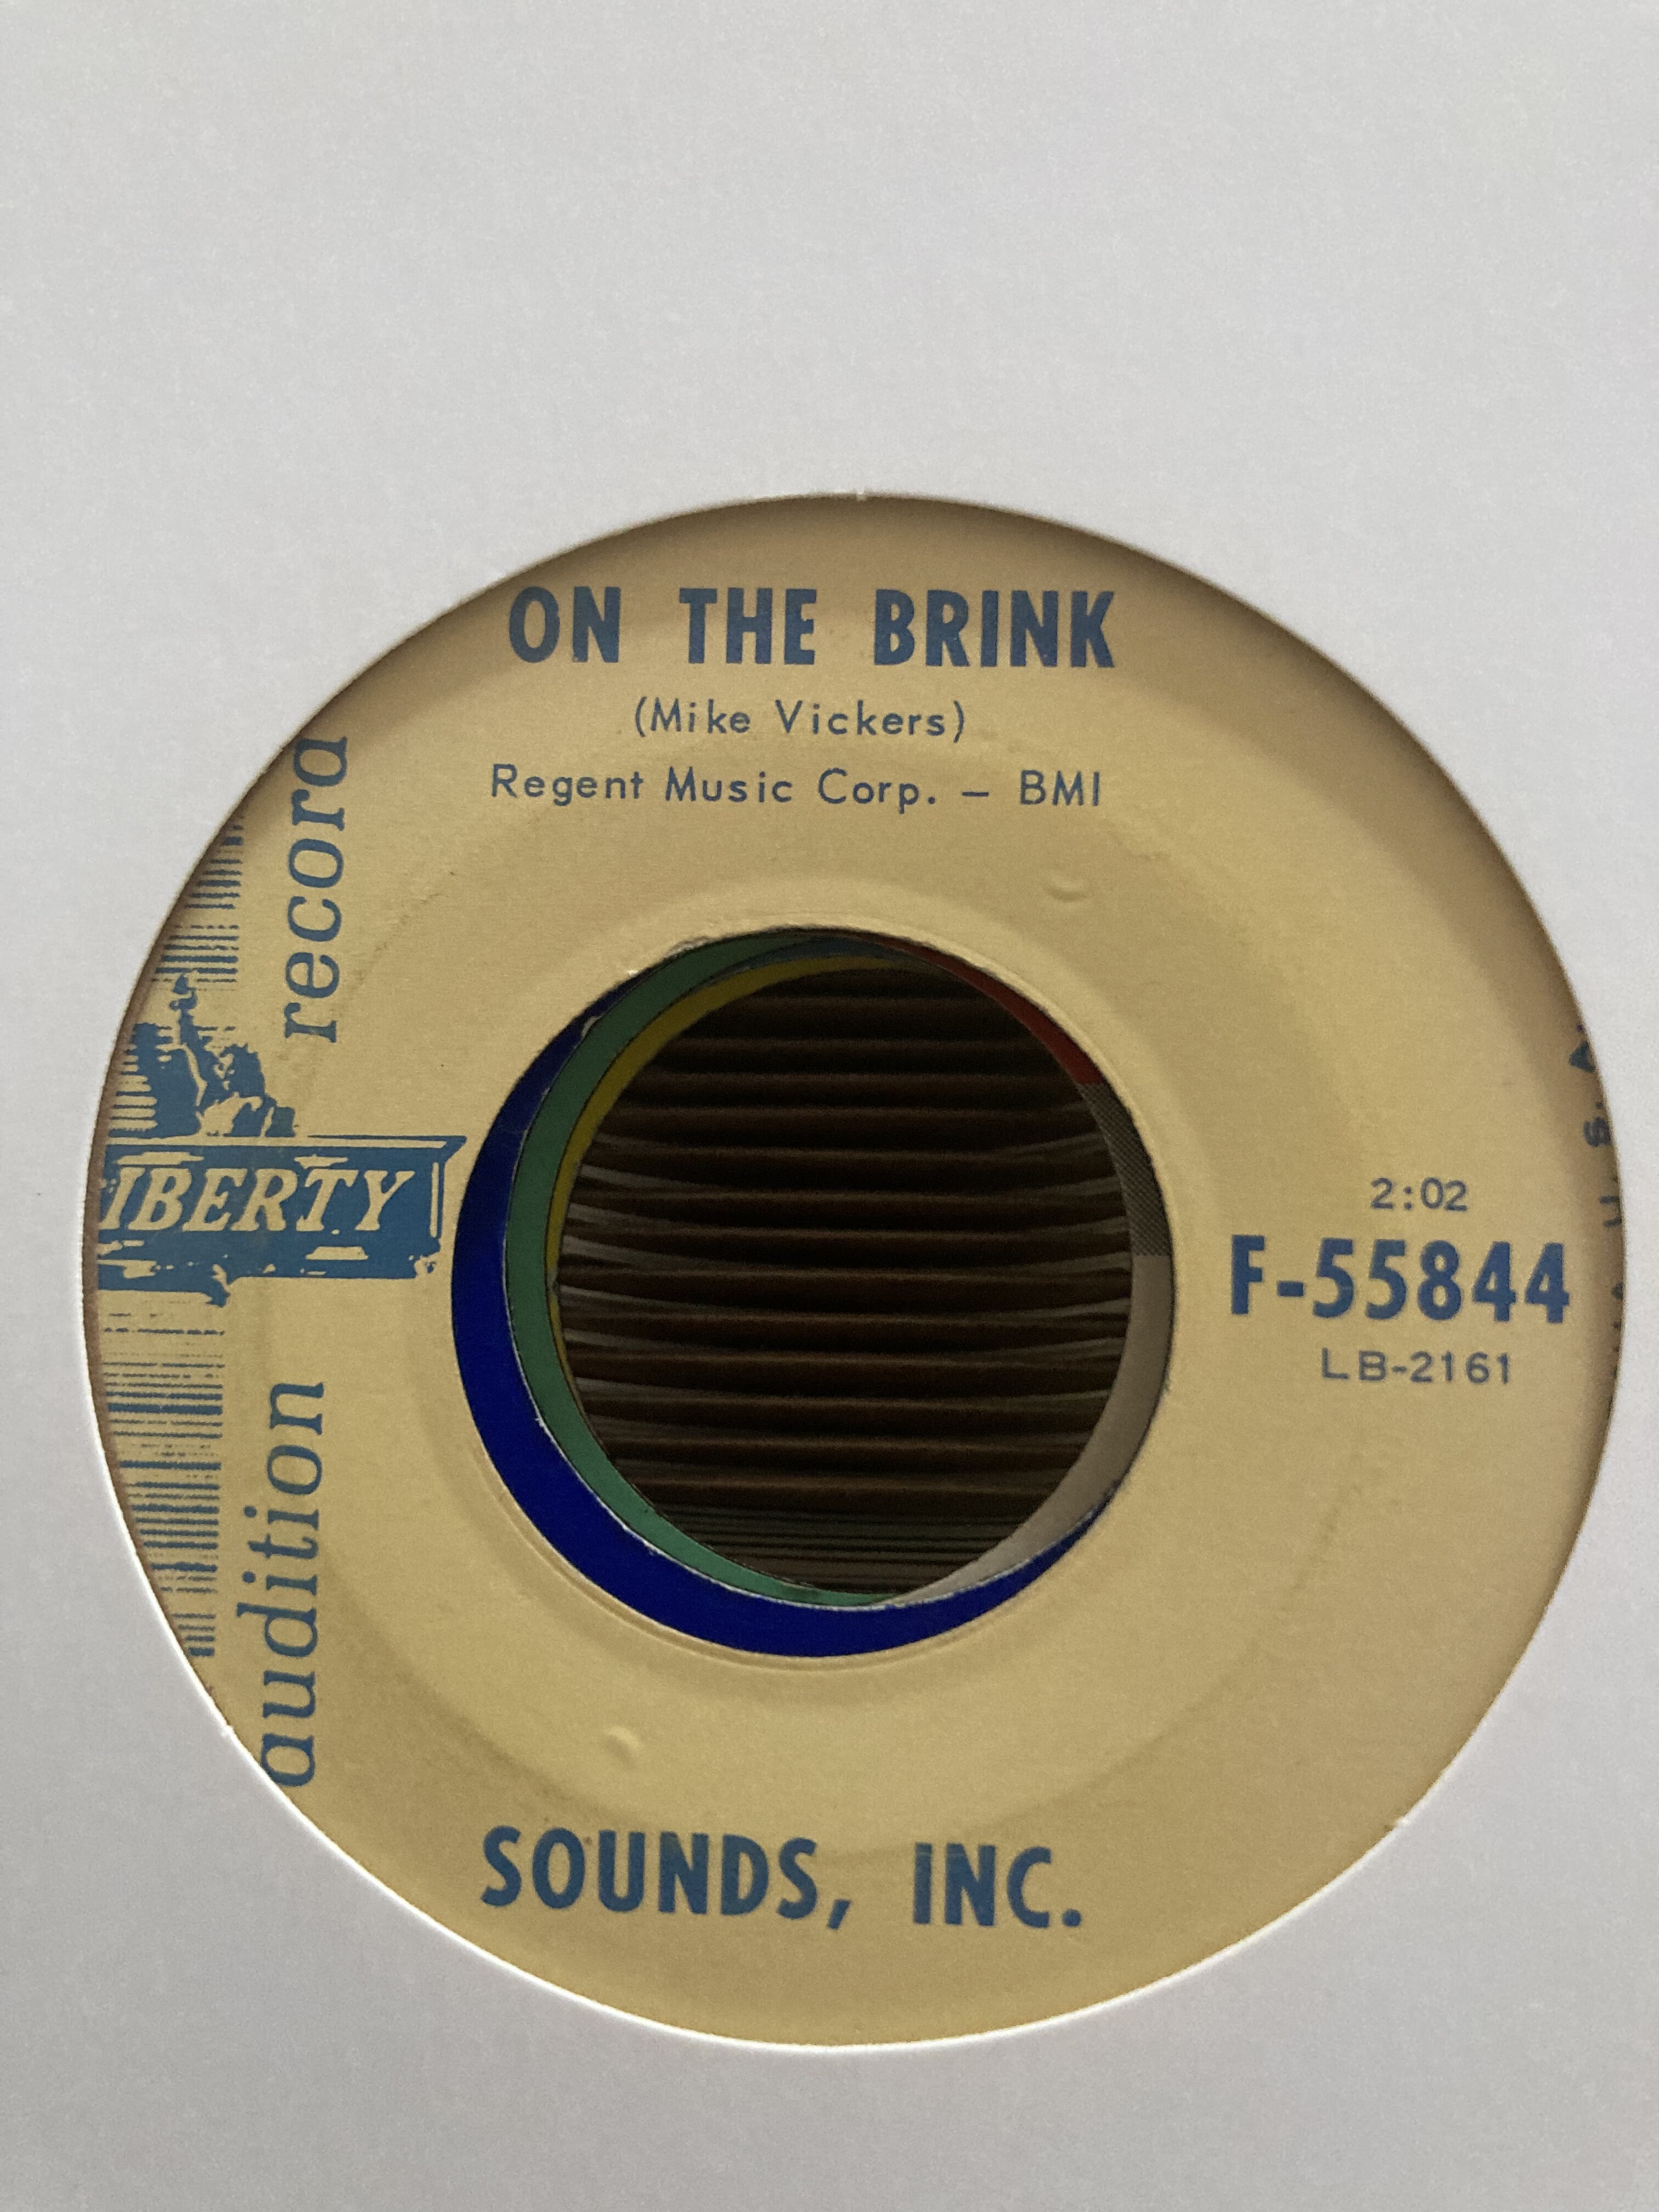 ON THE BRINK
(Mike Vickers)
Regent Music Corp. – BMI
audition record
IBERTY
2:02
F-55844
LB-2161
SOUNDS, INC.